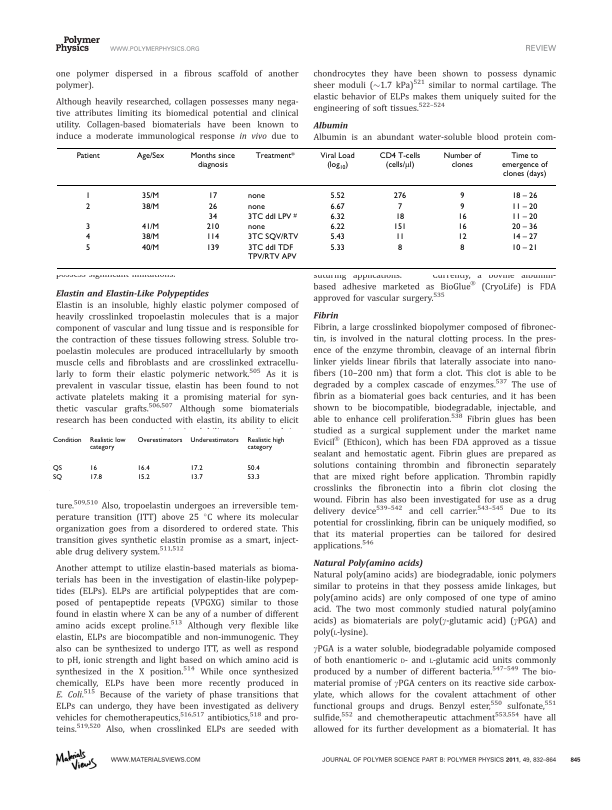 Polymer
Physics
WWW.POLYMERPHYSICS.ORG
REVIEW
one polymer dispersed in a fibrous scaffold of another
polymer).
Although heavily researched, collagen possesses many nega-
tive attributes limiting its biomedical potential and clinical
utility. Collagen-based biomaterials have been known to
induce a moderate immunological response in vivo due to
chondrocytes they have been shown to possess dynamic
sheer moduli (~1.7 kPa)521 similar to normal cartilage. The
elastic behavior of ELPs makes them uniquely suited for the
engineering of soft tissues.522–524
Albumin
Albumin is an abundant water-soluble blood protein com-
Patient Age/Sex Months since diagnosis Treatment* Viral Load (log10) CD4 T-cells (cells/µl) Number of clones Time to emergence of clones (days)
1 35/M 17 none 5.52 276 9 18 – 26
2 38/M 26 none 6.67 7 9 11 – 20
34 3TC ddI LPV # 6.32 18 16 11 – 20
3 41/M 210 none 6.22 151 16 20 – 36
4 38/M 114 3TC SQV/RTV 5.43 11 12 14 – 27
5 40/M 139 3TC ddI TDF 5.33 8 8 10 – 21
TPV/RTV APV
possess significant limitations.
Elastin and Elastin-Like Polypeptides
Elastin is an insoluble, highly elastic polymer composed of
heavily crosslinked tropoelastin molecules that is a major
component of vascular and lung tissue and is responsible for
the contraction of these tissues following stress. Soluble tro-
poelastin molecules are produced intracellularly by smooth
muscle cells and fibroblasts and are crosslinked extracellu-
larly to form their elastic polymeric network.505 As it is
prevalent in vascular tissue, elastin has been found to not
activate platelets making it a promising material for syn-
thetic vascular grafts.506,507 Although some biomaterials
research has been conducted with elastin, its ability to elicit
Condition Realistic low category Overestimators Underestimators Realistic high category
QS 16 16.4 17.2 50.4
SQ 17.8 15.2 13.7 53.3
ture.509,510 Also, tropoelastin undergoes an irreversible tem-
perature transition (ITT) above 25 °C where its molecular
organization goes from a disordered to ordered state. This
transition gives synthetic elastin promise as a smart, inject-
able drug delivery system.511,512
Another attempt to utilize elastin-based materials as bioma-
terials has been in the investigation of elastin-like polypep-
tides (ELPs). ELPs are artificial polypeptides that are com-
posed of pentapeptide repeats (VPGXG) similar to those
found in elastin where X can be any of a number of different
amino acids except proline.513 Although very flexible like
elastin, ELPs are biocompatible and non-immunogenic. They
also can be synthesized to undergo ITT, as well as respond
to pH, ionic strength and light based on which amino acid is
synthesized in the X position.514 While once synthesized
chemically, ELPs have been more recently produced in
E. Coli.515 Because of the variety of phase transitions that
ELPs can undergo, they have been investigated as delivery
vehicles for chemotherapeutics,516,517 antibiotics,518 and pro-
teins.519,520 Also, when crosslinked ELPs are seeded with
suturing applications. Currently, a bovine albumin-
based adhesive marketed as BioGlue® (CryoLife) is FDA
approved for vascular surgery.535
Fibrin
Fibrin, a large crosslinked biopolymer composed of fibronec-
tin, is involved in the natural clotting process. In the pres-
ence of the enzyme thrombin, cleavage of an internal fibrin
linker yields linear fibrils that laterally associate into nano-
fibers (10–200 nm) that form a clot. This clot is able to be
degraded by a complex cascade of enzymes.537 The use of
fibrin as a biomaterial goes back centuries, and it has been
shown to be biocompatible, biodegradable, injectable, and
able to enhance cell proliferation.538 Fibrin glues has been
studied as a surgical supplement under the market name
Evicil® (Ethicon), which has been FDA approved as a tissue
sealant and hemostatic agent. Fibrin glues are prepared as
solutions containing thrombin and fibronectin separately
that are mixed right before application. Thrombin rapidly
crosslinks the fibronectin into a fibrin clot closing the
wound. Fibrin has also been investigated for use as a drug
delivery device539–542 and cell carrier.543–545 Due to its
potential for crosslinking, fibrin can be uniquely modified, so
that its material properties can be tailored for desired
applications.546
Natural Poly(amino acids)
Natural poly(amino acids) are biodegradable, ionic polymers
similar to proteins in that they possess amide linkages, but
poly(amino acids) are only composed of one type of amino
acid. The two most commonly studied natural poly(amino
acids) as biomaterials are poly(γ-glutamic acid) (γPGA) and
poly(L-lysine).
γPGA is a water soluble, biodegradable polyamide composed
of both enantiomeric D- and L-glutamic acid units commonly
produced by a number of different bacteria.547–549 The bio-
material promise of γPGA centers on its reactive side carbox-
ylate, which allows for the covalent attachment of other
functional groups and drugs. Benzyl ester,550 sulfonate,551
sulfide,552 and chemotherapeutic attachment553,554 have all
allowed for its further development as a biomaterial. It has
Materials
Views
WWW.MATERIALSVIEWS.COM
JOURNAL OF POLYMER SCIENCE PART B: POLYMER PHYSICS 2011, 49, 832–864 845